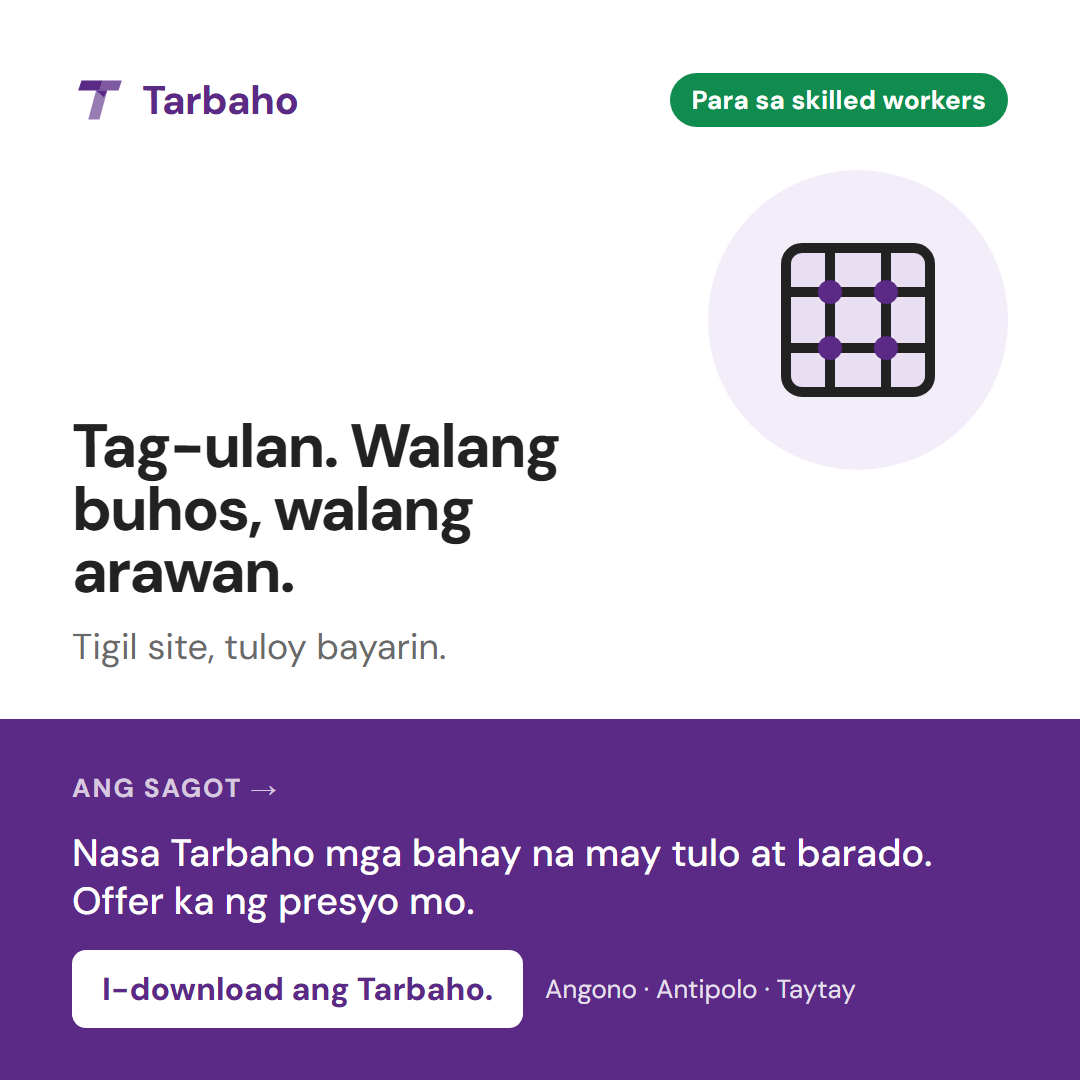 Tarbaho
Para sa skilled workers
Tag-ulan. Walang
buhos, walang
arawan.
Tigil site, tuloy bayarin.
ANG SAGOT →
Nasa Tarbaho mga bahay na may tulo at barado.
Offer ka ng presyo mo.
I-download ang Tarbaho.
Angono · Antipolo · Taytay